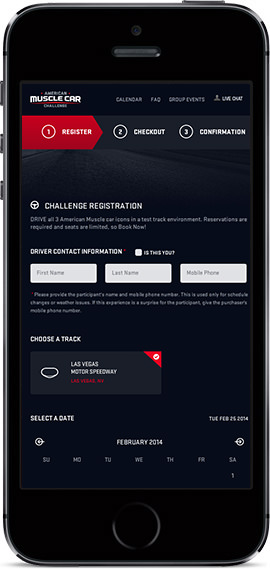 AMERICAN
MUSCLE CAR
CHALLENGE
CALENDAR FAQ GROUP EVENTS LIVE CHAT
1 REGISTER 2 CHECKOUT 3 CONFIRMATION
CHALLENGE REGISTRATION
DRIVE all 3 American Muscle car icons in a test track environment. Reservations are
required and seats are limited, so Book Now!
DRIVER CONTACT INFORMATION * IS THIS YOU?
First Name Last Name Mobile Phone
* Please provide the participant's name and mobile phone number. This is used only for schedule
changes or weather issues. If this experience is a surprise for the participant, give the purchaser's
mobile phone number.
CHOOSE A TRACK
LAS VEGAS
MOTOR SPEEDWAY
LAS VEGAS, NV
SELECT A DATE TUE FEB 25 2014
FEBRUARY 2014
SU M TU W TH FR SA
1